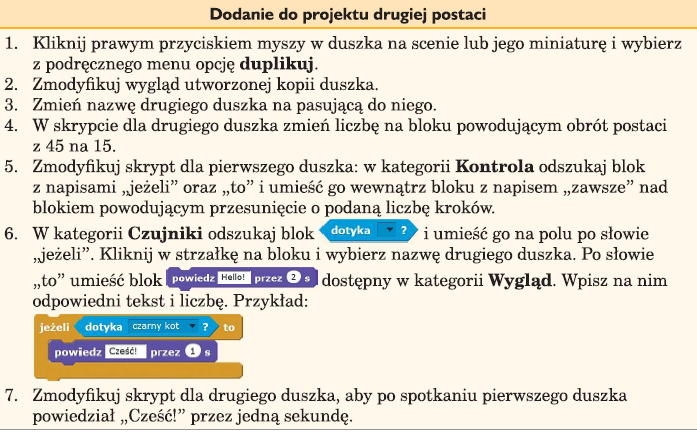 Dodanie do projektu drugiej postaci
1. Kliknij prawym przyciskiem myszy w duszka na scenie lub jego miniaturę i wybierz
z podręcznego menu opcję duplikuj.
2. Zmodyfikuj wygląd utworzonej kopii duszka.
3. Zmień nazwę drugiego duszka na pasującą do niego.
4. W skrypcie dla drugiego duszka zmień liczbę na bloku powodującym obrót postaci
z 45 na 15.
5. Zmodyfikuj skrypt dla pierwszego duszka: w kategorii Kontrola odszukaj blok
z napisami „jeżeli” oraz „to” i umieść go wewnątrz bloku z napisem „zawsze” nad
blokiem powodującym przesunięcie o podaną liczbę kroków.
6. W kategorii Czujniki odszukaj blok dotyka ? i umieść go na polu po słowie
„jeżeli”. Kliknij w strzałkę na bloku i wybierz nazwę drugiego duszka. Po słowie
„to” umieść blok powiedz Hello! przez 2 s dostępny w kategorii Wygląd. Wpisz na nim
odpowiedni tekst i liczbę. Przykład:
jeżeli dotyka czarny kot ? to
powiedz Cześć! przez 1 s
7. Zmodyfikuj skrypt dla drugiego duszka, aby po spotkaniu pierwszego duszka
powiedział „Cześć!” przez jedną sekundę.